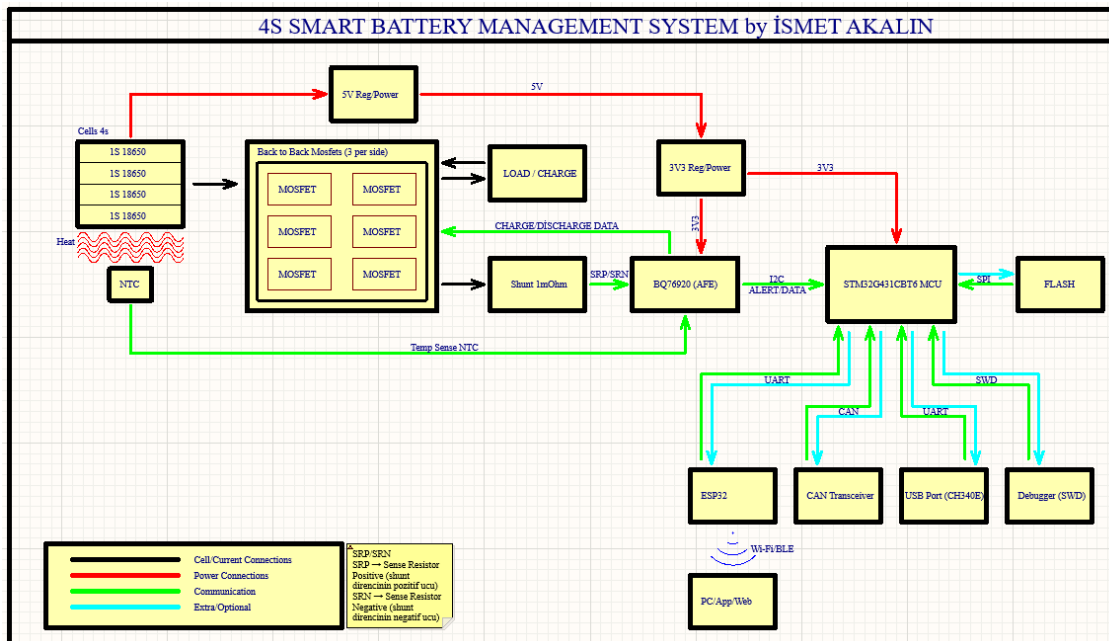 4S SMART BATTERY MANAGEMENT SYSTEM by İSMET AKALIN
5V Reg/Power
5V
Cells 4s
1S 18650
1S 18650
1S 18650
1S 18650
Heat
NTC
Back to Back Mosfets (3 per side)
MOSFET
MOSFET
MOSFET
MOSFET
MOSFET
MOSFET
LOAD / CHARGE
3V3 Reg/Power
3V3
3V3
CHARGE/DİSCHARGE DATA
Shunt 1mOhm
SRP/SRN
BQ76920 (AFE)
I2C
ALERT/DATA
STM32G431CBT6 MCU
SPI
FLASH
Temp Sense NTC
UART
CAN
UART
SWD
ESP32
CAN Transceiver
USB Port (CH340E)
Debugger (SWD)
Wi-Fi/BLE
PC/App/Web
Cell/Current Connections
Power Connections
Communication
Extra/Optional
SRP/SRN
SRP → Sense Resistor
Positive (shunt
direncinin pozitif ucu)
SRN → Sense Resistor
Negative (shunt
direncinin negatif ucu)